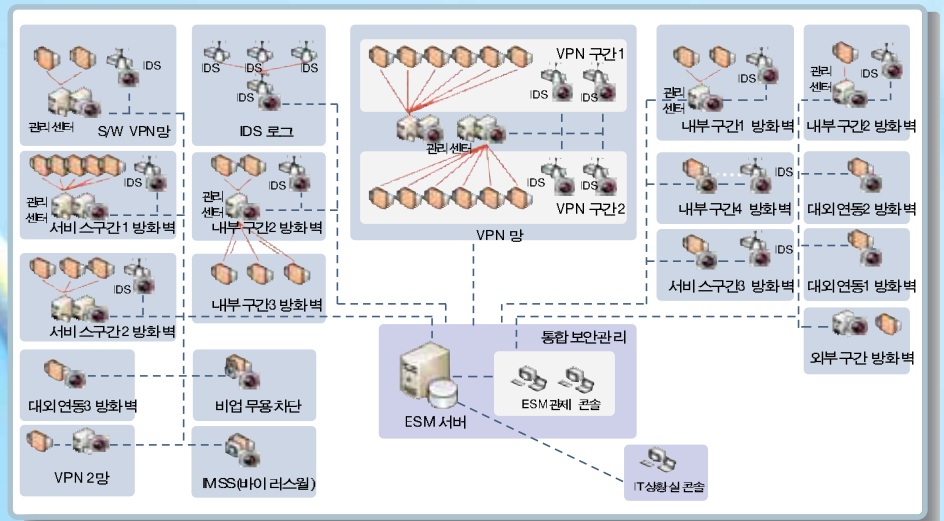 IDS
관리 센터
S/W VPN망
IDS
IDS
IDS
IDS
IDS 로그
VPN 구간1
IDS
관리 센터
IDS
VPN 구간2
VPN 망
IDS
관리
센터
내부구간1 방화벽
관리
센터
IDS
내부구간2 방화벽
IDS
관리
센터
서비스구간1 방화벽
관리
센터
IDS
내부구간2 방화벽
IDS
내부구간4 방화벽
IDS
대외연동2 방화벽
IDS
서비스구간2 방화벽
내부구간3 방화벽
IDS
서비스구간3 방화벽
IDS
대외연동1 방화벽
외부구간 방화벽
통합보안관리
ESM 서버
ESM관제 콘솔
대외연동3 방화벽
비업무용차단
VPN 2망
IMSS(바이러스월)
IT상황실콘솔